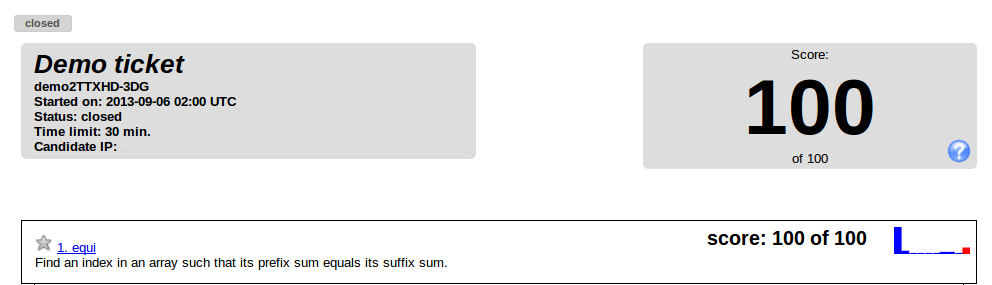 closed
Demo ticket
demo2TTXHD-3DG
Started on: 2013-09-06 02:00 UTC
Status: closed
Time limit: 30 min.
Candidate IP:
Score:
100
of 100
?
1. equi
score: 100 of 100
Find an index in an array such that its prefix sum equals its suffix sum.